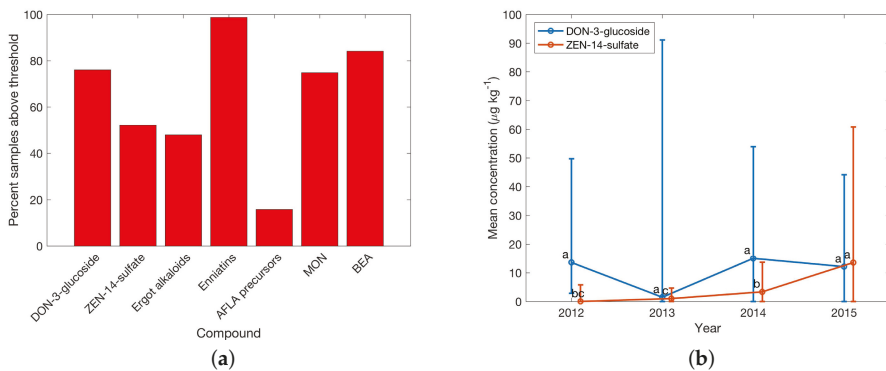 (a)
100
80
60
40
20
0
Percent samples above threshold
DON-3-glucoside
ZEN-14-sulfate
Ergot alkaloids
Enniatins
AFLA precursors
MON
BEA
Compound
(a)
(b)
100
90
80
70
60
50
40
30
20
10
0
Mean concentration (μg kg⁻¹)
DON-3-glucoside
ZEN-14-sulfate
a
bc
a
c
a
b
a
a
2012
2013
2014
2015
Year
(b)